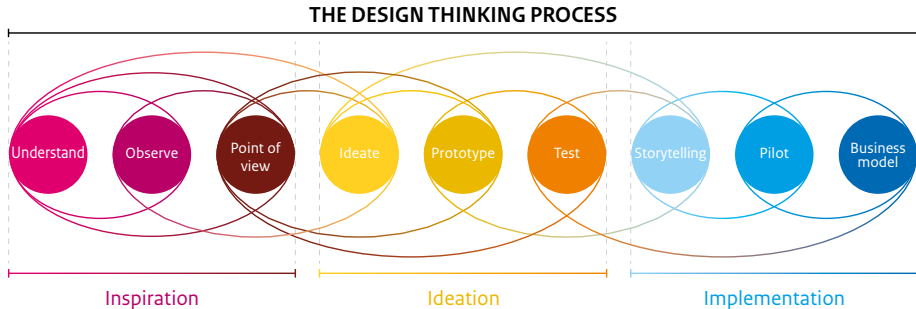 THE DESIGN THINKING PROCESS
Understand
Observe
Point of
view
Ideate
Prototype
Test
Storytelling
Pilot
Business
model
Inspiration
Ideation
Implementation